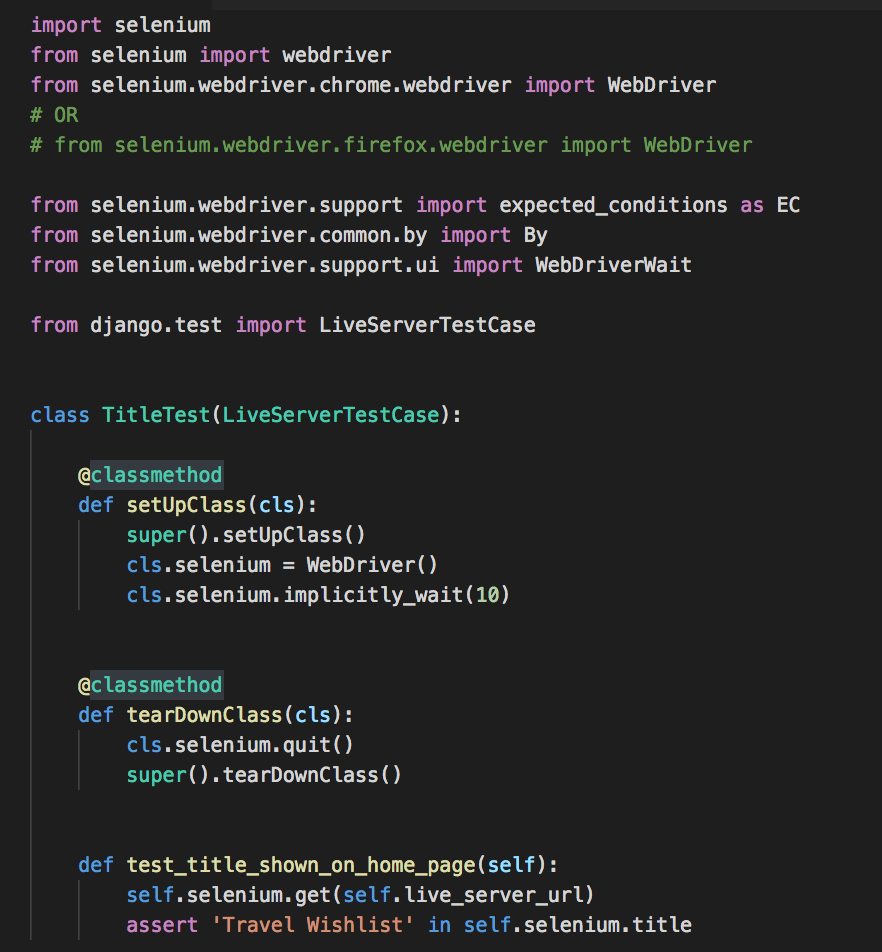 import selenium
from selenium import webdriver
from selenium.webdriver.chrome.webdriver import WebDriver
# OR
# from selenium.webdriver.firefox.webdriver import WebDriver
from selenium.webdriver.support import expected_conditions as EC
from selenium.webdriver.common.by import By
from selenium.webdriver.support.ui import WebDriverWait
from django.test import LiveServerTestCase
class TitleTest(LiveServerTestCase):
    @classmethod
    def setUpClass(cls):
        super().setUpClass()
        cls.selenium = WebDriver()
        cls.selenium.implicitly_wait(10)
    @classmethod
    def tearDownClass(cls):
        cls.selenium.quit()
        super().tearDownClass()
    def test_title_shown_on_home_page(self):
        self.selenium.get(self.live_server_url)
        assert 'Travel Wishlist' in self.selenium.title